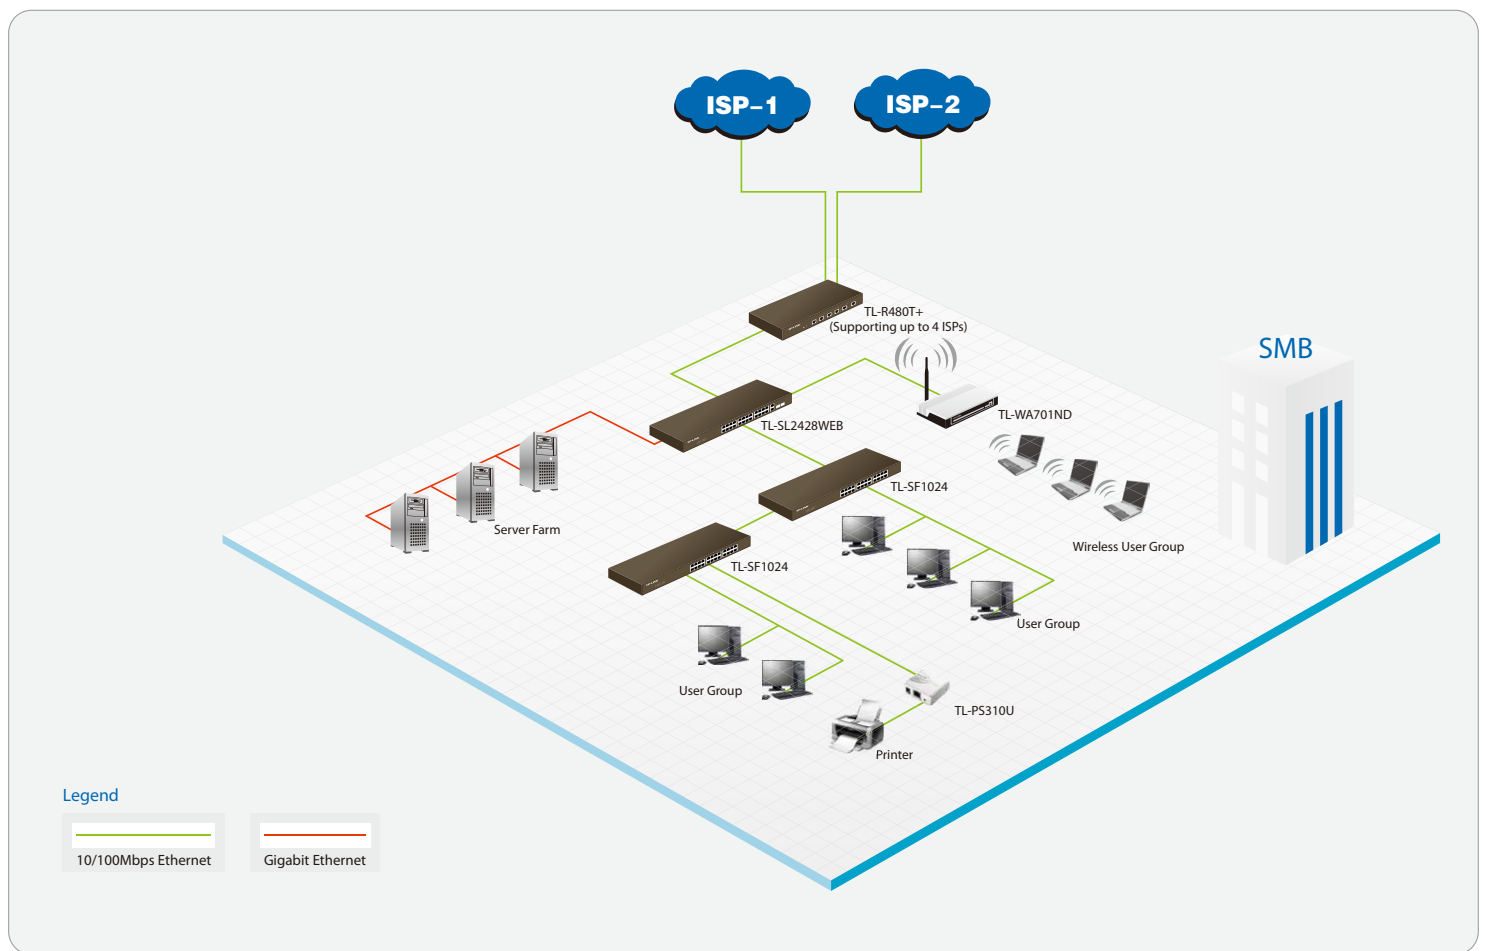 ISP–1
ISP–2
TL-R480T+
(Supporting up to 4 ISPs)
SMB
TL-WA701ND
TL-SL2428WEB
TL-SF1024
Server Farm
Wireless User Group
TL-SF1024
User Group
User Group
TL-PS310U
Printer
Legend
10/100Mbps Ethernet
Gigabit Ethernet